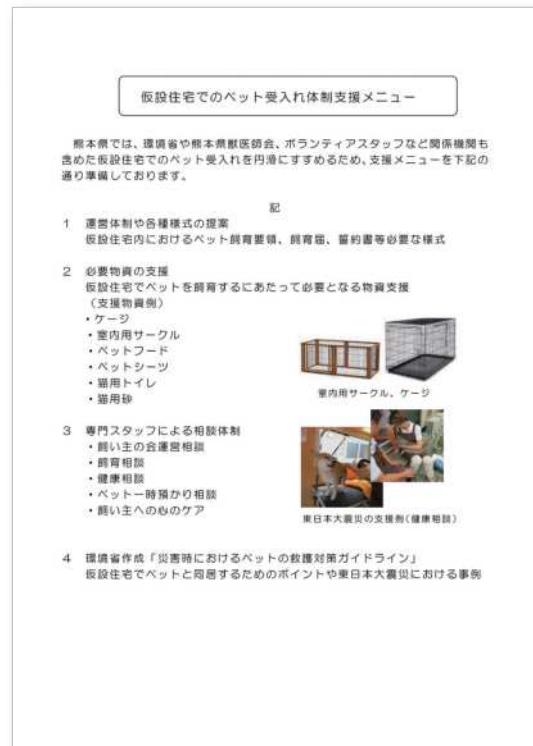 仮設住宅でのペット受入れ体制支援メニュー
熊本県では、環境省や熊本県獣医師会、ボランティアスタッフなど関係機関も
含めた仮設住宅でのペット受入れを円滑にすすめるため、支援メニューを下記の
通り準備しております。
記
1 運営体制や各種様式の提案
仮設住宅内におけるペット飼育要領、飼育届、誓約書等必要な様式
2 必要物資の支援
仮設住宅でペットを飼育するにあたって必要となる物資支援
（支援物資例）
・ケージ
・室内用サークル
・ペットフード
・ペットシーツ
・猫用トイレ
・猫用砂
室内用サークル、ケージ
3 専門スタッフによる相談体制
・飼い主の会運営相談
・飼育相談
・健康相談
・ペット一時預かり相談
・飼い主への心のケア
東日本大震災の支援例（健康相談）
4 環境省作成「災害時におけるペットの救護対策ガイドライン」
仮設住宅でペットと同居するためのポイントや東日本大震災における事例